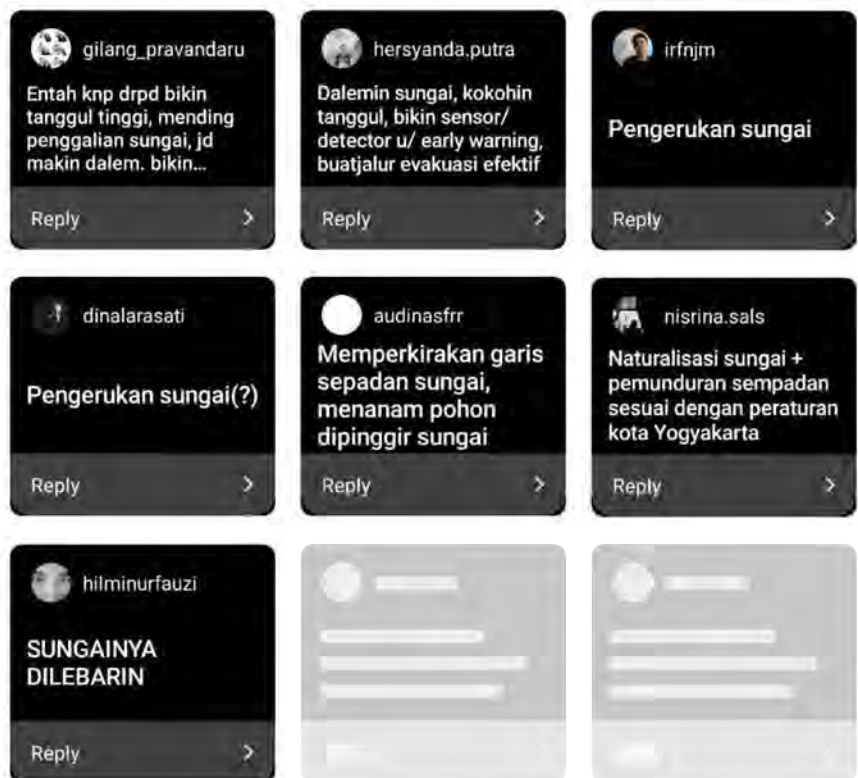 gilang_pravandaru
Entah knp drpd bikin
tanggul tinggi, mending
penggalian sungai, jd
makin dalem. bikin...
Reply
hersyanda.putra
Dalemin sungai, kokohin
tanggul, bikin sensor/
detector u/ early warning,
buatjalur evakuasi efektif
Reply
irfnjm
Pengerukan sungai
Reply
dinalarasati
Pengerukan sungai(?)
Reply
audinasfrr
Memperkirakan garis
sepadan sungai,
menanam pohon
dipinggir sungai
Reply
nisrina.sals
Naturalisasi sungai +
pemunduran sempadan
sesuai dengan peraturan
kota Yogyakarta
Reply
hilminurfauzi
SUNGAINYA
DILEBARIN
Reply